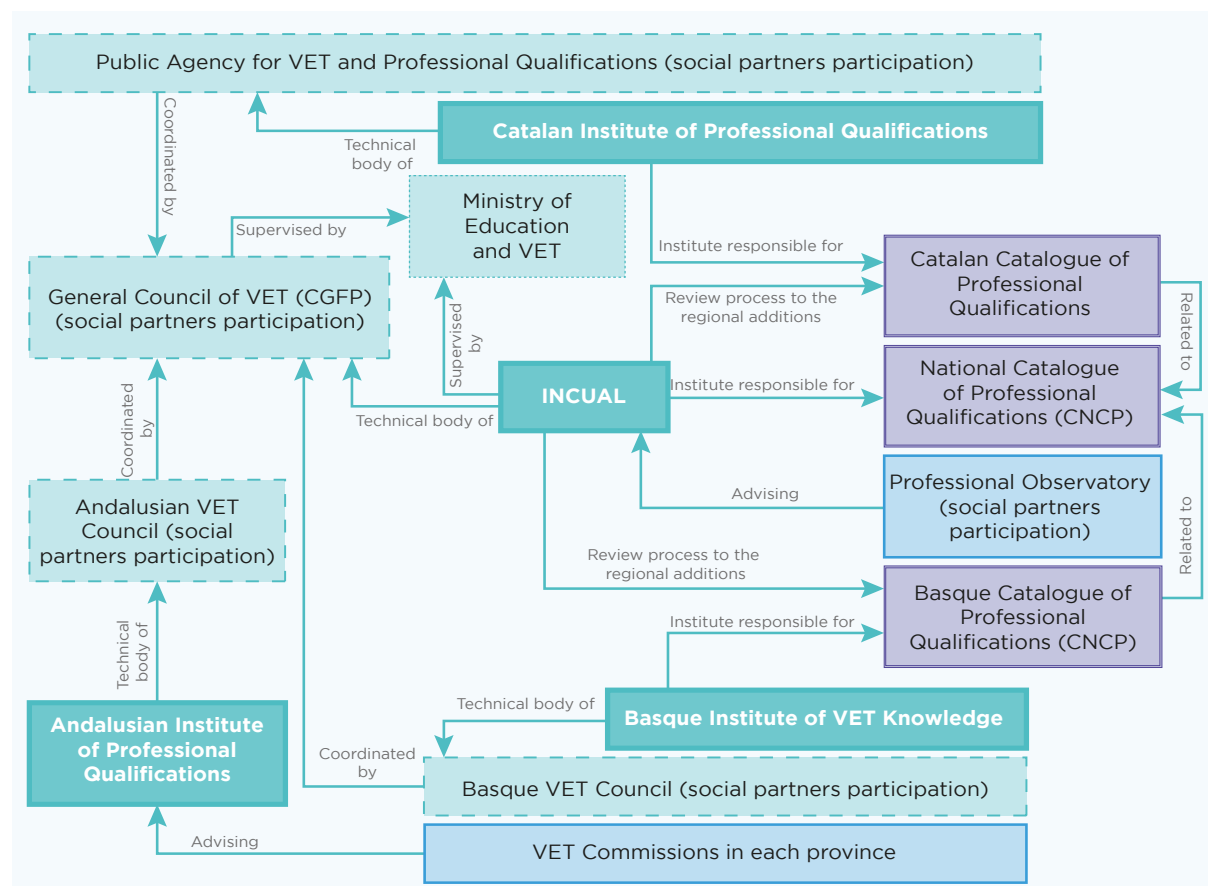 Public Agency for VET and Professional Qualifications (social partners participation)
Coordinated by
Catalan Institute of Professional Qualifications
Technical
body of
Ministry of
Education
and VET
Supervised by
Institute responsible for
Catalan Catalogue of
Professional
Qualifications
General Council of VET (CGFP)
(social partners participation)
Review process to the
regional additions
Related to
Supervised
by
INCUAL
Institute responsible for
National Catalogue
of Professional
Qualifications (CNCP)
Technical body of
Coordinated
by
Andalusian VET
Council (social
partners participation)
Advising
Professional Observatory
(social partners
participation)
Related to
Review process to the
regional additions
Basque Catalogue of
Professional
Qualifications (CNCP)
Institute responsible for
Technical
body of
Andalusian Institute
of Professional
Qualifications
Technical body of
Basque Institute of VET Knowledge
Coordinated
by
Basque VET Council (social partners participation)
Advising
VET Commissions in each province